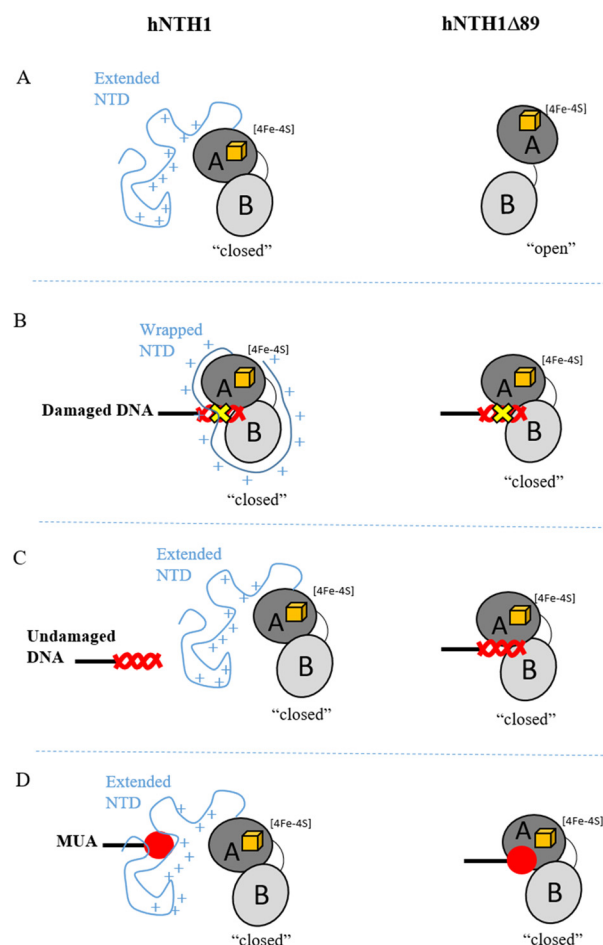 hNTH1 hNTH1Δ89
A
Extended
NTD
[4Fe-4S] [4Fe-4S]
A A
B B
"closed" "open"
B
Wrapped
NTD
[4Fe-4S] [4Fe-4S]
A A
Damaged DNA
B B
"closed" "closed"
C
Extended
NTD
[4Fe-4S] [4Fe-4S]
A A
Undamaged
DNA
B B
"closed" "closed"
D
Extended
NTD
[4Fe-4S] [4Fe-4S]
MUA
A A
B B
"closed" "closed"